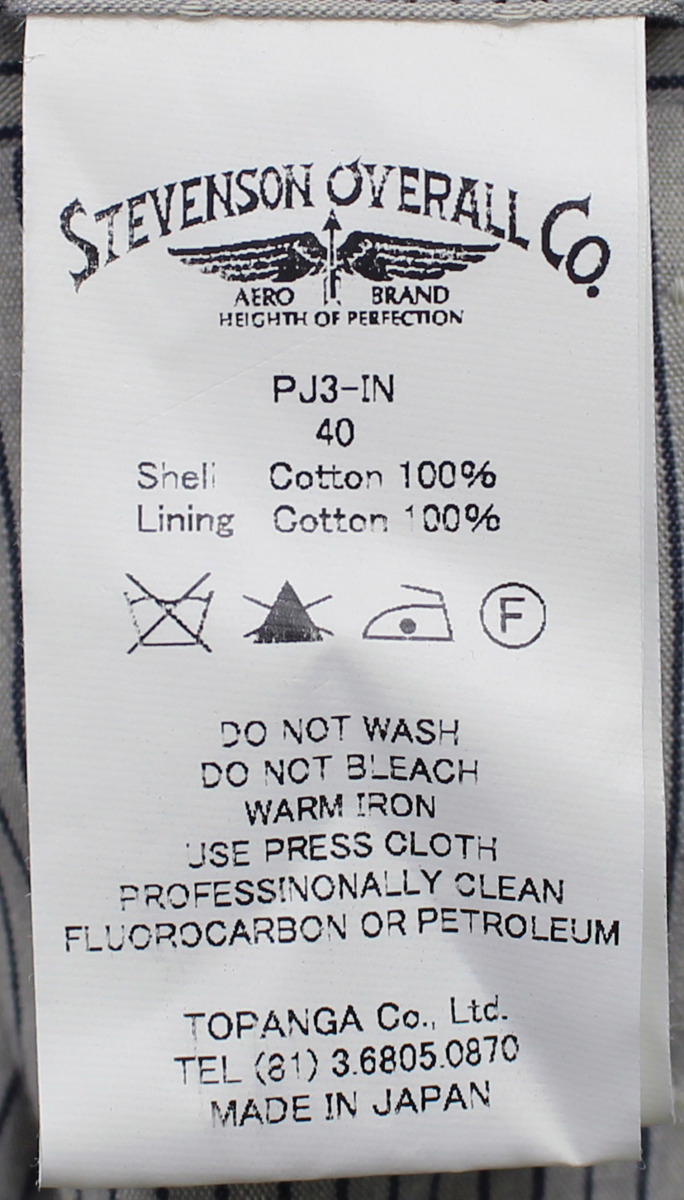 STEVENSON OVERALL CO.
AERO BRAND
HEIGHTH OF PERFECTION
PJ3-IN
40
Shell Cotton 100%
Lining Cotton 100%
F
DO NOT WASH
DO NOT BLEACH
WARM IRON
USE PRESS CLOTH
PROFESSINONALLY CLEAN
FLUOROCARBON OR PETROLEUM
TOPANGA Co., Ltd.
TEL (81) 3.6805.0870
MADE IN JAPAN